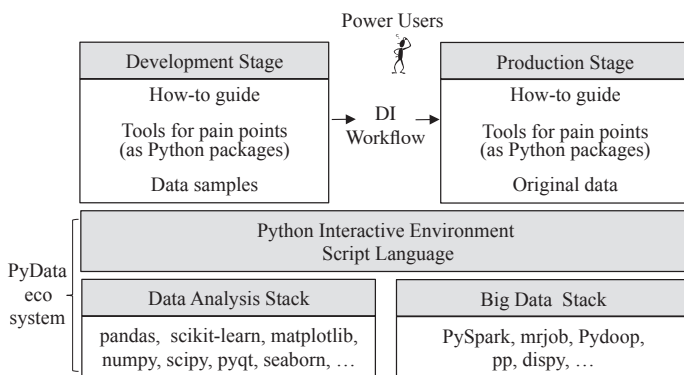 Power Users
Development Stage
How-to guide
Tools for pain points
(as Python packages)
Data samples
DI
Workflow
Production Stage
How-to guide
Tools for pain points
(as Python packages)
Original data
PyData
eco
system
Python Interactive Environment
Script Language
Data Analysis Stack
pandas, scikit-learn, matplotlib,
numpy, scipy, pyqt, seaborn, …
Big Data Stack
PySpark, mrjob, Pydoop,
pp, dispy, …